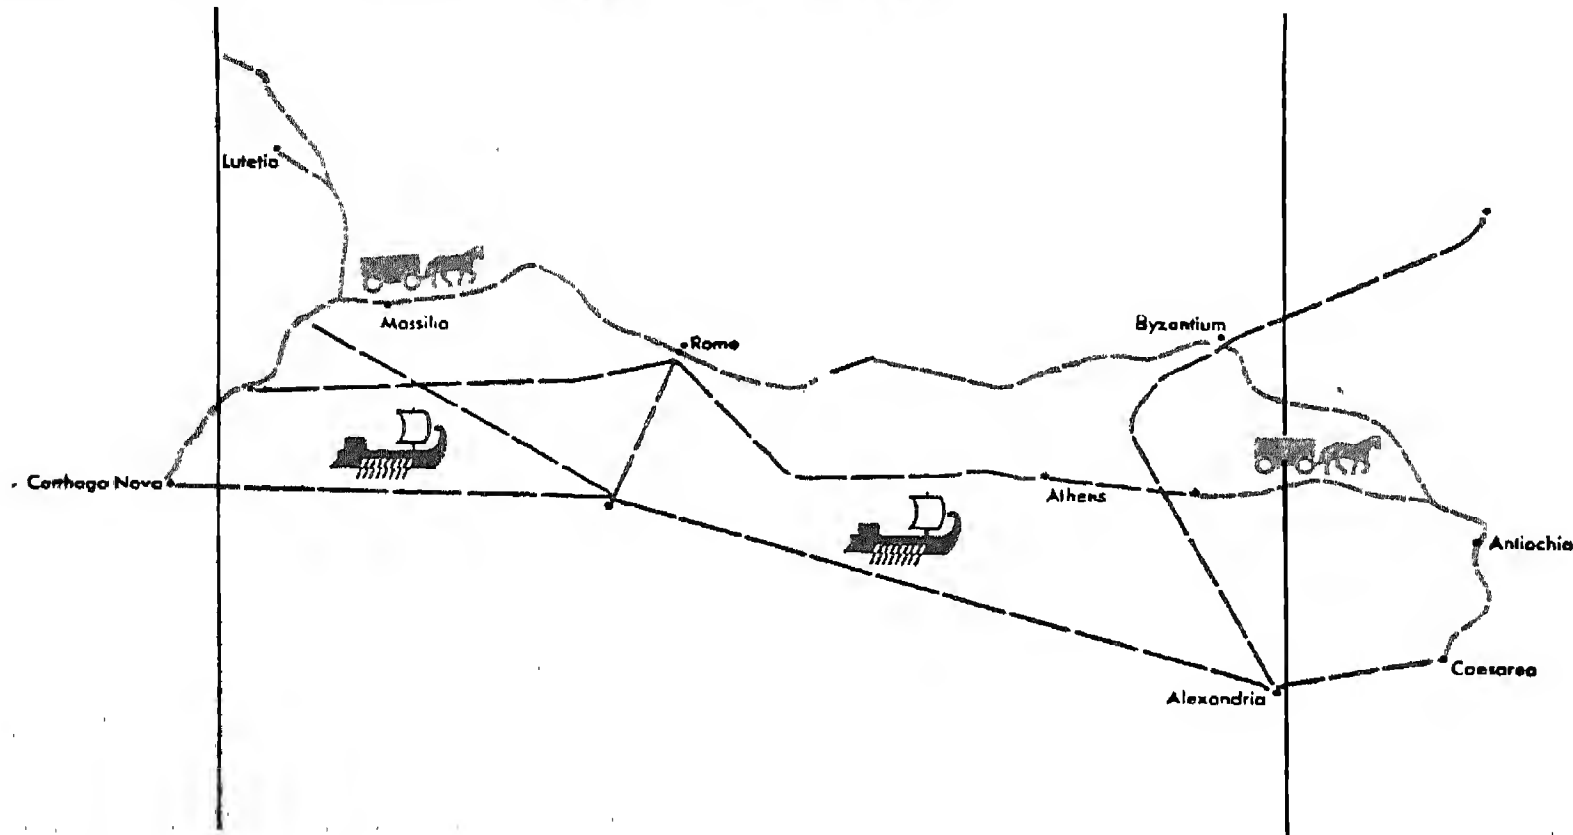 Lutetia
Massilia
Rome
Byzantium
Carthago Nova
Athens
Antiochia
Caesarea
Alexandria